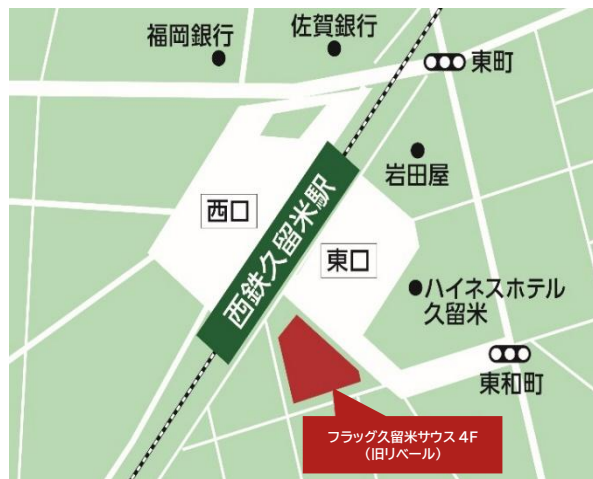 佐賀銀行
福岡銀行
東町
岩田屋
西口
西鉄久留米駅
東口
ハイネスホテル
久留米
東和町
フラッグ久留米サウス 4F
(旧リベール)